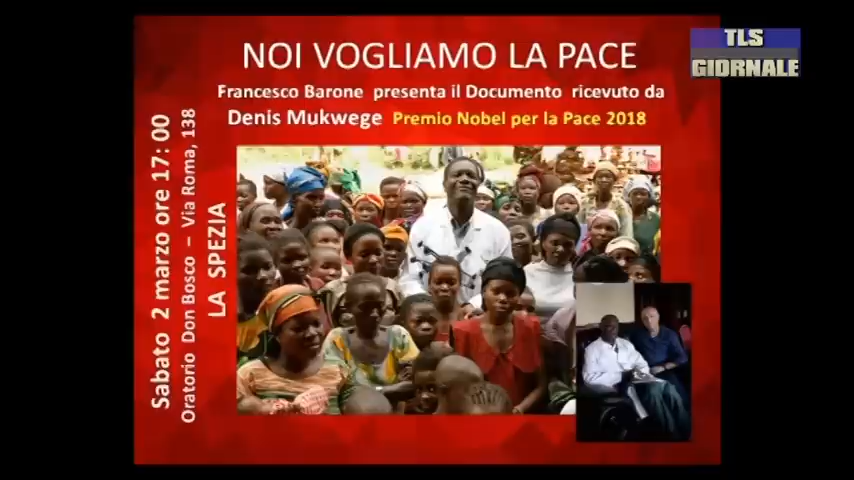 NOI VOGLIAMO LA PACE
Francesco Barone presenta il Documento ricevuto da
Denis Mukwege Premio Nobel per la Pace 2018
Sabato 2 marzo ore 17:00
Oratorio Don Bosco – Via Roma, 138
LA SPEZIA
TLS
GIORNALE